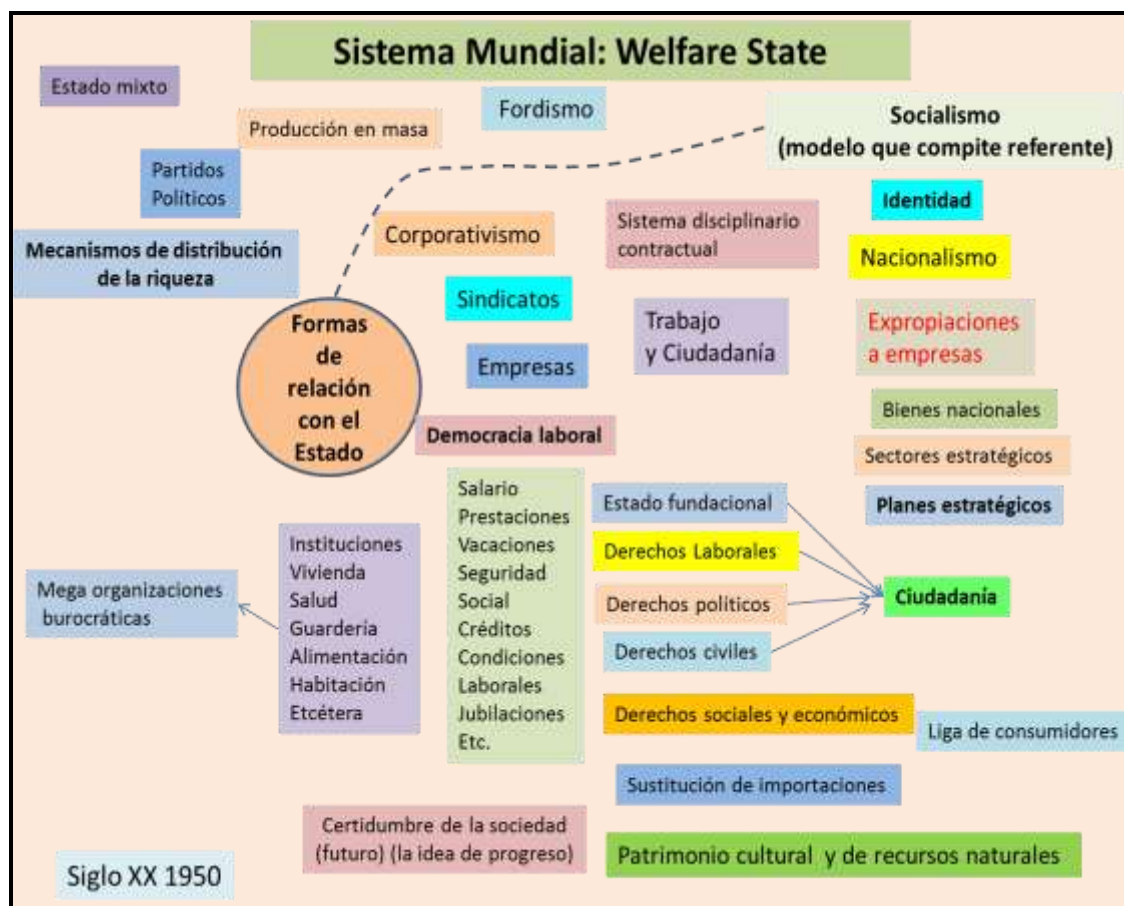 Sistema Mundial: Welfare State
Estado mixto
Fordismo
Producción en masa
Socialismo
(modelo que compite referente)
Partidos
Políticos
Identidad
Corporativismo
Sistema disciplinario
contractual
Mecanismos de distribución
de la riqueza
Nacionalismo
Sindicatos
Formas
de
relación
con el
Estado
Trabajo
y Ciudadanía
Expropiaciones
a empresas
Empresas
Bienes nacionales
Democracia laboral
Sectores estratégicos
Salario
Prestaciones
Vacaciones
Seguridad
Social
Créditos
Condiciones
Laborales
Jubilaciones
Etc.
Estado fundacional
Planes estratégicos
Instituciones
Vivienda
Salud
Guardería
Alimentación
Habitación
Etcétera
Derechos Laborales
Mega organizaciones
burocráticas
Derechos políticos
Ciudadanía
Derechos civiles
Derechos sociales y económicos
Liga de consumidores
Sustitución de importaciones
Certidumbre de la sociedad
(futuro) (la idea de progreso)
Patrimonio cultural y de recursos naturales
Siglo XX 1950